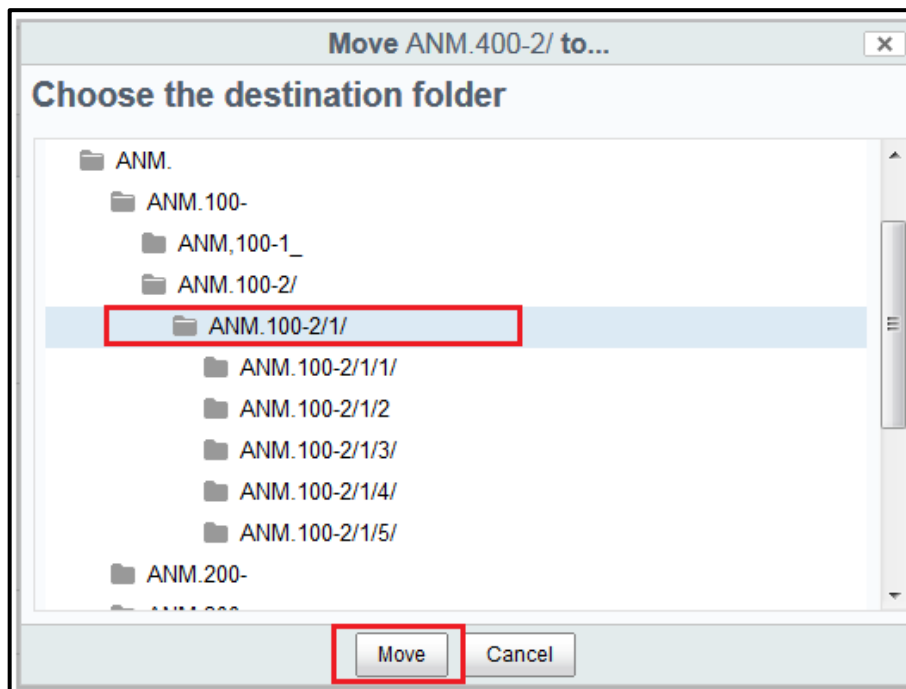 Move ANM.400-2/ to...
Choose the destination folder
ANM.
ANM.100-
ANM,100-1_
ANM.100-2/
ANM.100-2/1/
ANM.100-2/1/1/
ANM.100-2/1/2
ANM.100-2/1/3/
ANM.100-2/1/4/
ANM.100-2/1/5/
ANM.200-
Move Cancel